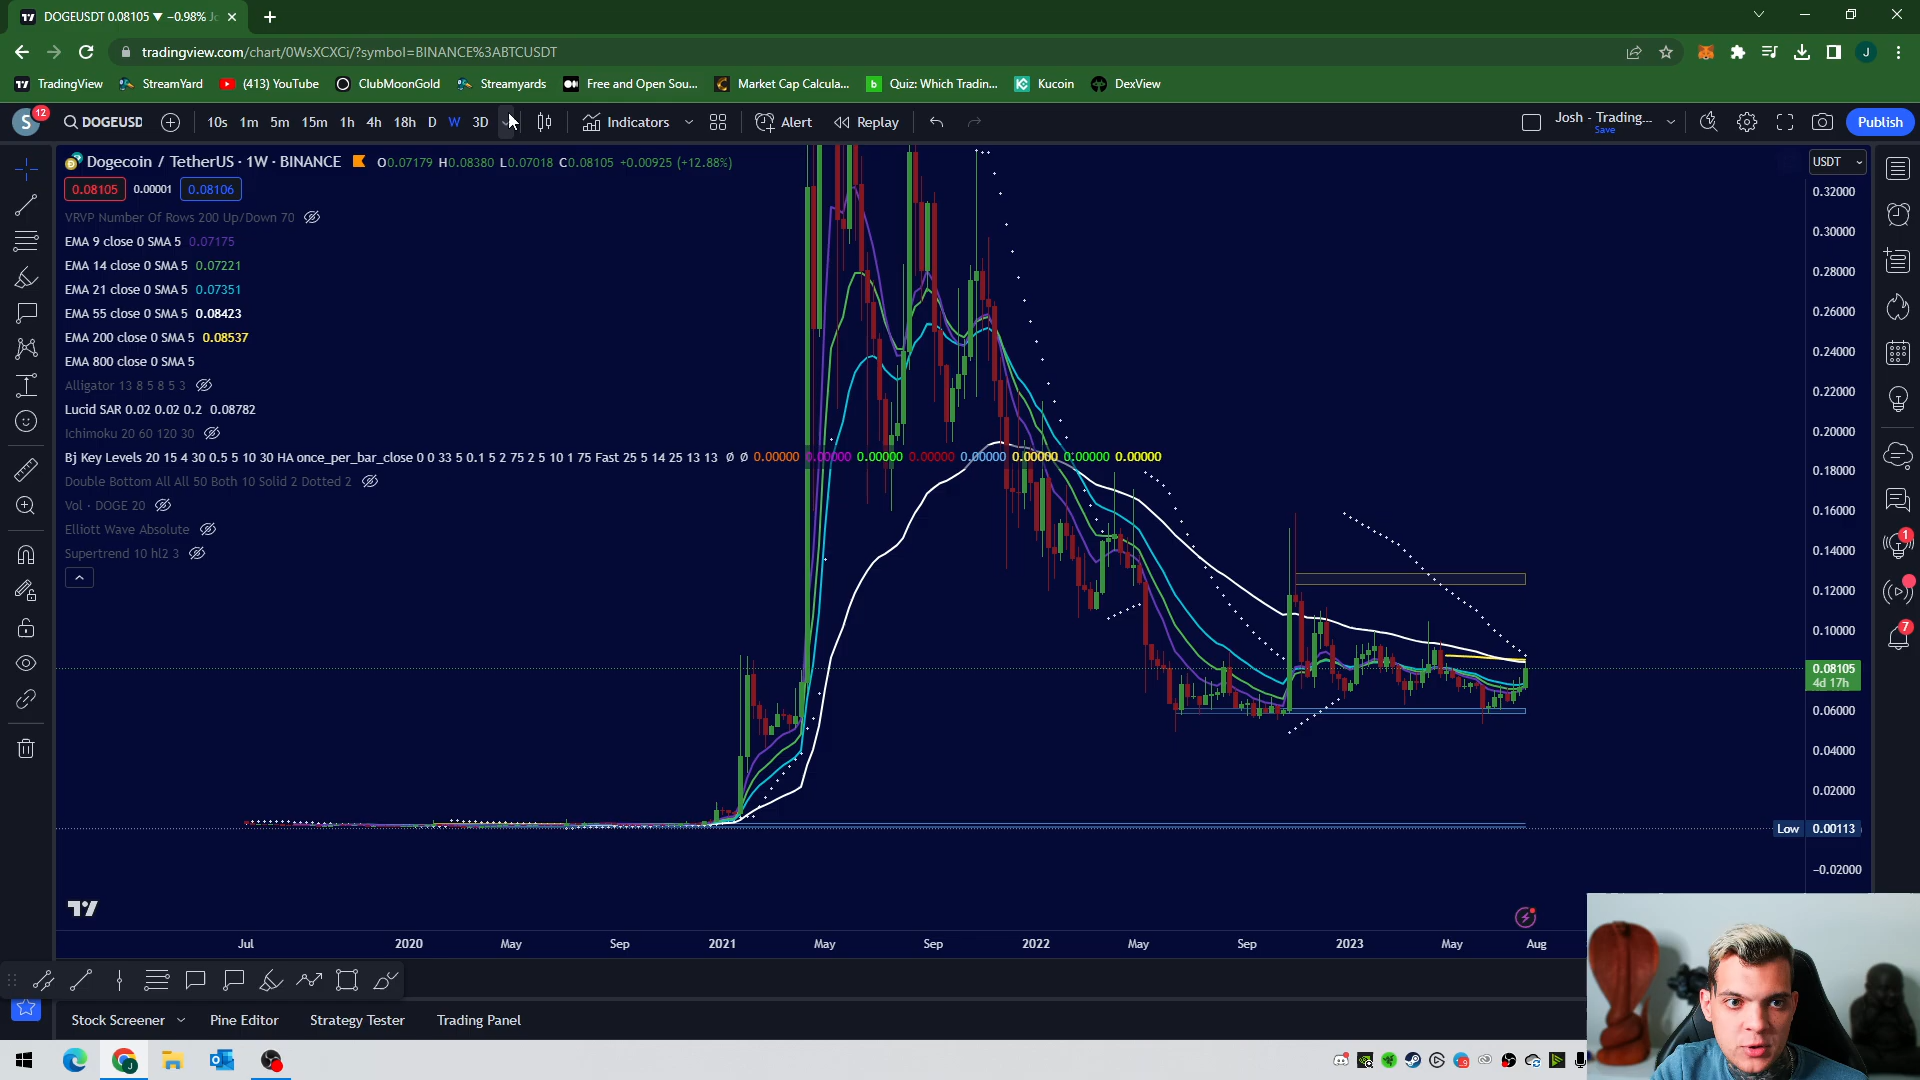 DOGEUSDT 0.08105 ▼ −0.98% Jo
tradingview.com/chart/0WsXCXCi/?symbol=BINANCE%3ABTCUSDT
J
TradingView StreamYard (413) YouTube ClubMoonGold Streamyards Free and Open Sou... Market Cap Calcula... Quiz: Which Tradin... Kucoin DexView
S 12 DOGEUSD 10s 1m 5m 15m 1h 4h 18h D W 3D Indicators Alert Replay Josh - Trading... Save Publish
Dogecoin / TetherUS · 1W · BINANCE O0.07179 H0.08380 L0.07018 C0.08105 +0.00925 (+12.88%)
USDT
0.08105 0.00001 0.08106
VRVP Number Of Rows 200 Up/Down 70
EMA 9 close 0 SMA 5 0.07175
EMA 14 close 0 SMA 5 0.07221
EMA 21 close 0 SMA 5 0.07351
EMA 55 close 0 SMA 5 0.08423
EMA 200 close 0 SMA 5 0.08537
EMA 800 close 0 SMA 5
Alligator 13 8 5 8 5 3
Lucid SAR 0.02 0.02 0.2 0.08782
Ichimoku 20 60 120 30
Bj Key Levels 20 15 4 30 0.5 5 10 30 HA once_per_bar_close 0 0 33 5 0.1 5 2 75 2 5 10 1 75 Fast 25 5 14 25 13 13 ∅ ∅ 0.00000 0.00000 0.00000 0.00000 0.00000 0.00000 0.00000 0.00000
Double Bottom All All 50 Both 10 Solid 2 Dotted 2
Vol · DOGE 20
Elliott Wave Absolute
Supertrend 10 hl2 3
0.32000
0.30000
0.28000
0.26000
0.24000
0.22000
0.20000
0.18000
0.16000
0.14000
0.12000
0.10000
0.08105
4d 17h
0.06000
0.04000
0.02000
Low 0.00113
−0.02000
1
7
Jul 2020 May Sep 2021 May Sep 2022 May Sep 2023 May Aug
Stock Screener Pine Editor Strategy Tester Trading Panel